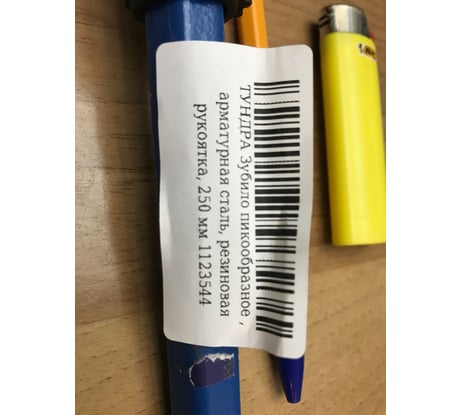 ТУНДРА Зубило пикообразное ,
арматурная сталь, резиновая
рукоятка, 250 мм 1123544